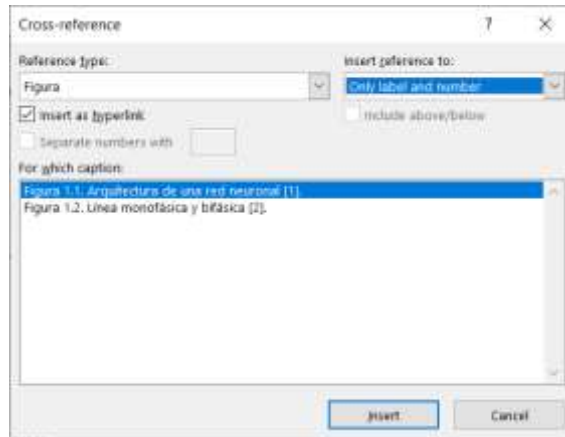 Cross-reference ? ×
Reference type: Insert reference to:
Figura Only label and number
Insert as hyperlink Include above/below
Separate numbers with
For which caption:
Figura 1.1. Arquitectura de una red neuronal [1].
Figura 1.2. Línea monofásica y bifásica [2].
Insert Cancel